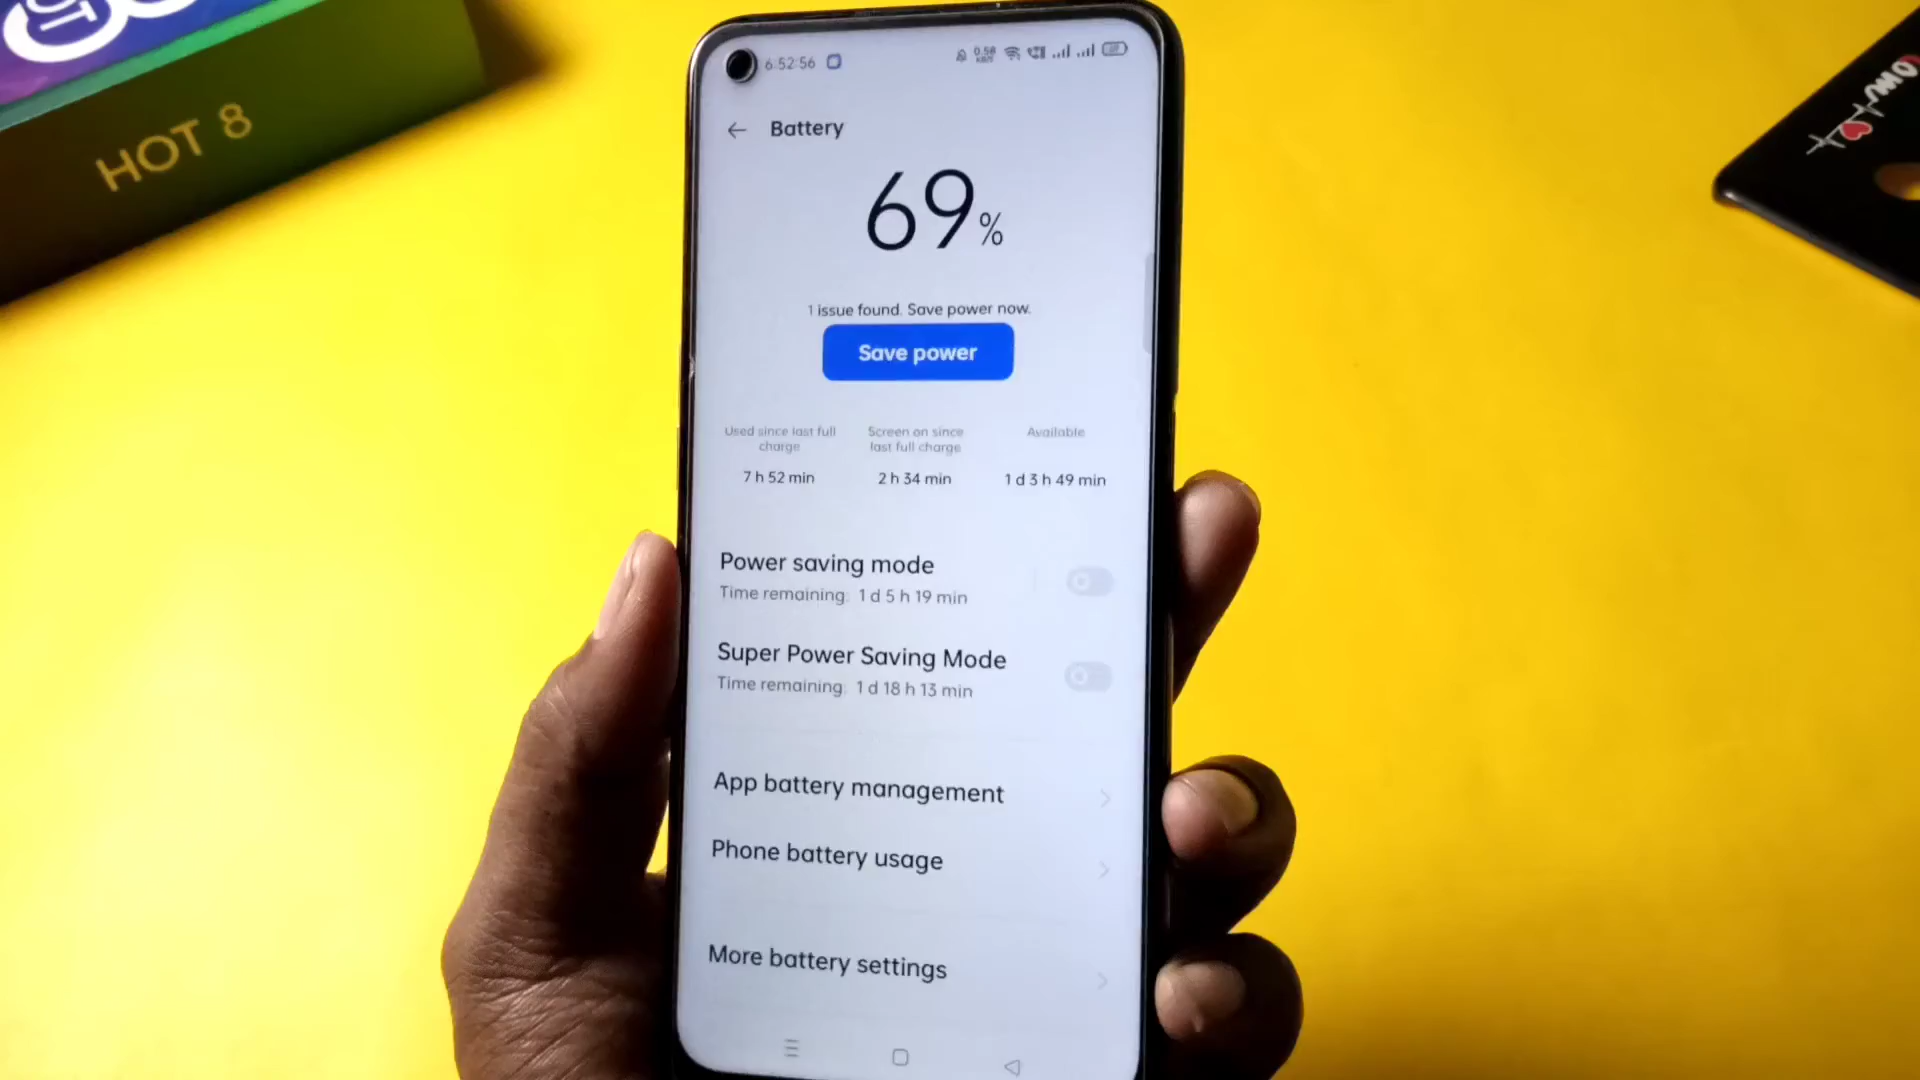 HOT 8
6:52:56
0.58
KB/S
Battery
69%
1 issue found. Save power now.
Save power
Used since last full
charge
7 h 52 min
Screen on since
last full charge
2 h 34 min
Available
1 d 3 h 49 min
Power saving mode
Time remaining: 1 d 5 h 19 min
Super Power Saving Mode
Time remaining: 1 d 18 h 13 min
App battery management
Phone battery usage
More battery settings